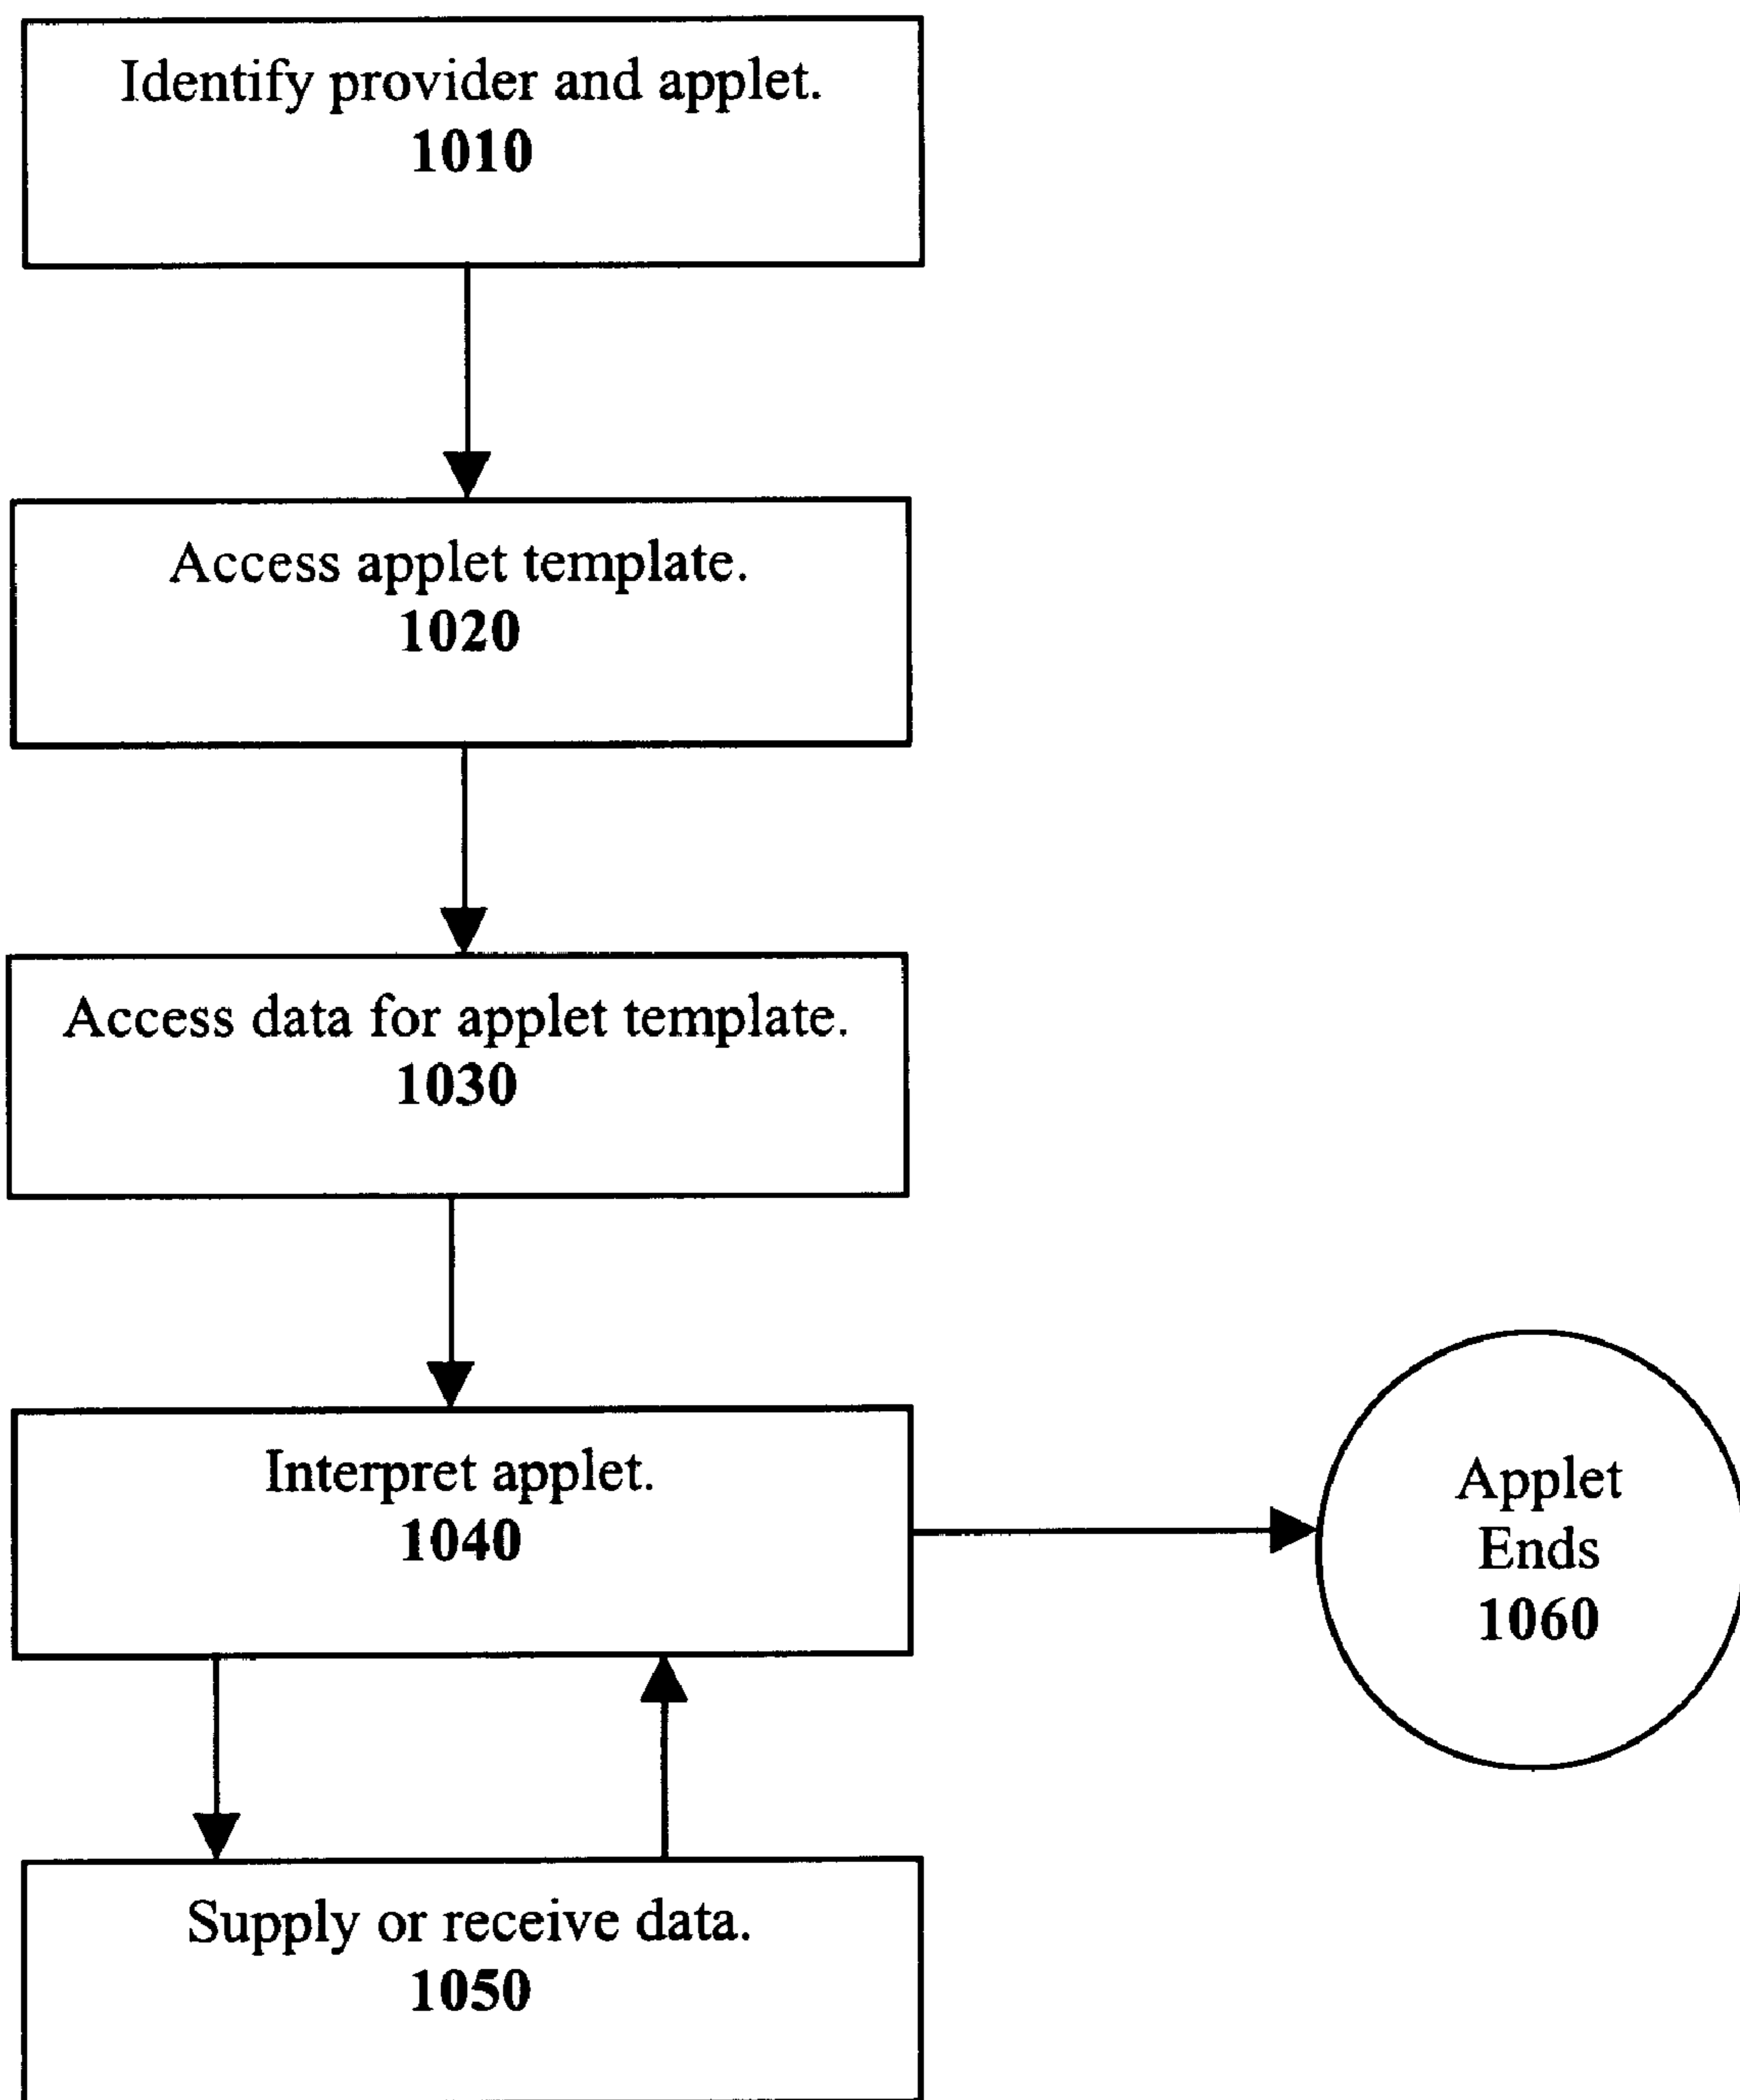 Identify provider and applet.
1010
Access applet template.
1020
Access data for applet template.
1030
Interpret applet.
1040
Applet
Ends
1060
Supply or receive data.
1050